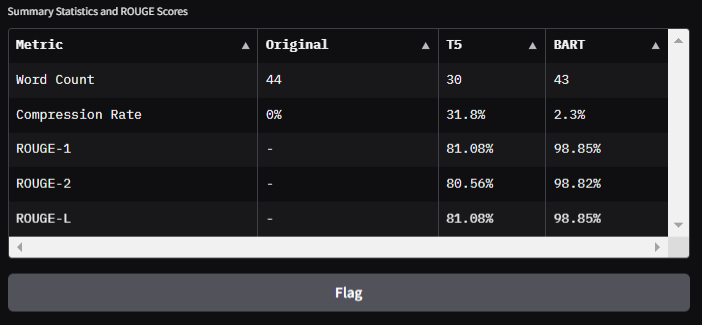 Summary Statistics and ROUGE Scores
Metric Original T5 BART
Word Count 44 30 43
Compression Rate 0% 31.8% 2.3%
ROUGE-1 - 81.08% 98.85%
ROUGE-2 - 80.56% 98.82%
ROUGE-L - 81.08% 98.85%
Flag